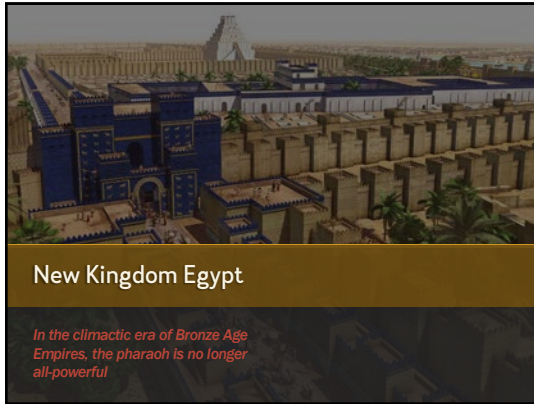 New Kingdom Egypt
In the climactic era of Bronze Age
Empires, the pharaoh is no longer
all-powerful